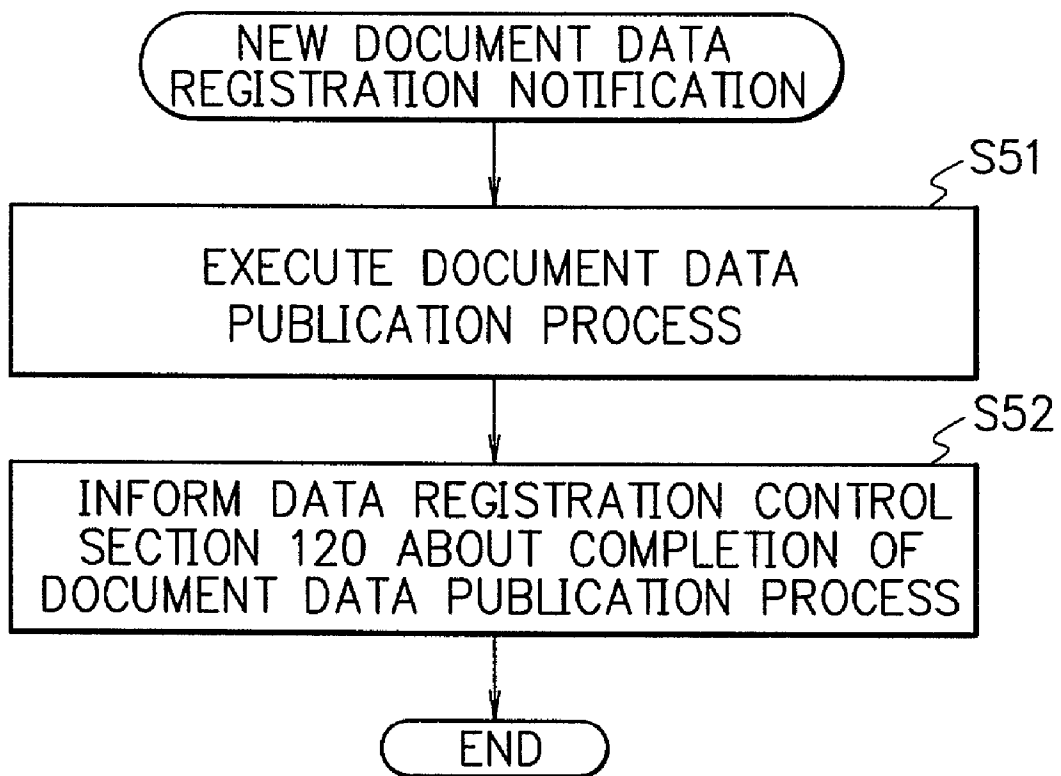 NEW DOCUMENT DATA
REGISTRATION NOTIFICATION
S51
EXECUTE DOCUMENT DATA
PUBLICATION PROCESS
S52
INFORM DATA REGISTRATION CONTROL
SECTION 120 ABOUT COMPLETION OF
DOCUMENT DATA PUBLICATION PROCESS
END